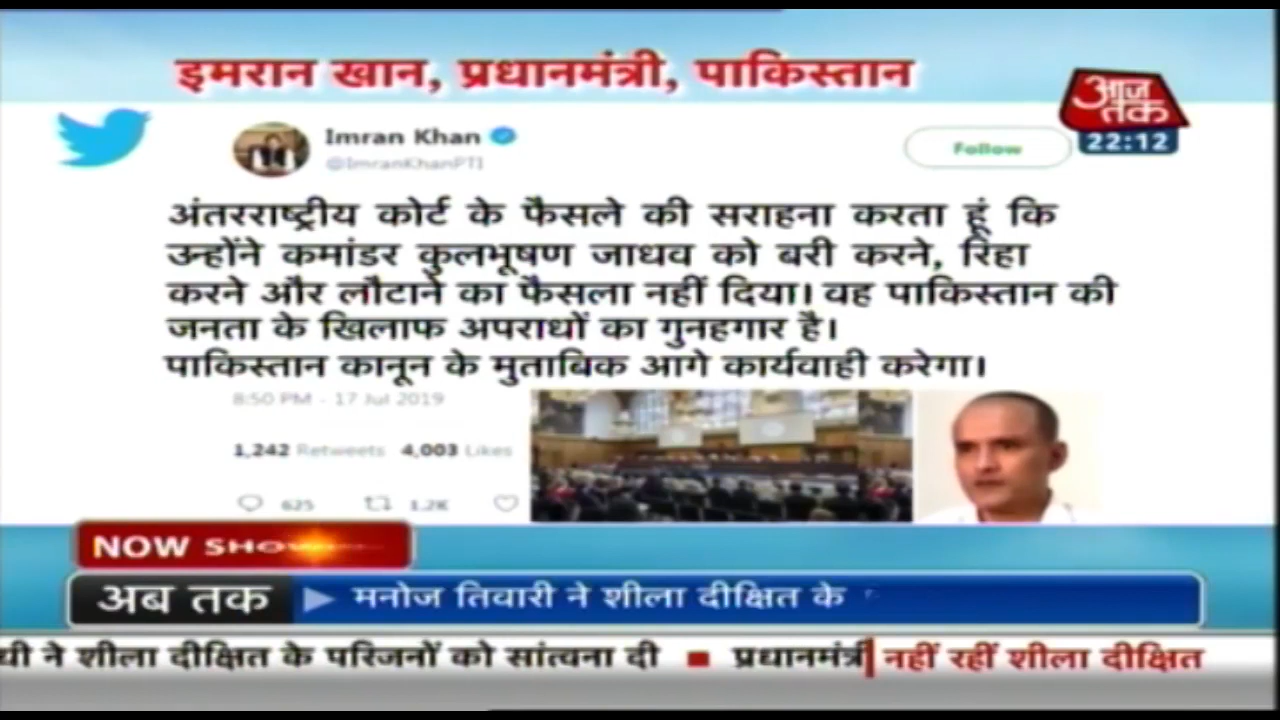 इमरान खान, प्रधानमंत्री, पाकिस्तान
आज
तक
22:12
Imran Khan
@ImranKhanPTI
Follow
अंतरराष्ट्रीय कोर्ट के फैसले की सराहना करता हूं कि
उन्होंने कमांडर कुलभूषण जाधव को बरी करने, रिहा
करने और लौटाने का फैसला नहीं दिया। वह पाकिस्तान की
जनता के खिलाफ अपराधों का गुनहगार है।
पाकिस्तान कानून के मुताबिक आगे कार्यवाही करेगा।
8:50 PM - 17 Jul 2019
1,242 Retweets 4,003 Likes
625 1.2K
NOW
अब तक मनोज तिवारी ने शीला दीक्षित के
ने शीला दीक्षित के परिजनों को सांत्वना दी ■ प्रधानमंत्री नहीं रहीं शीला दीक्षित